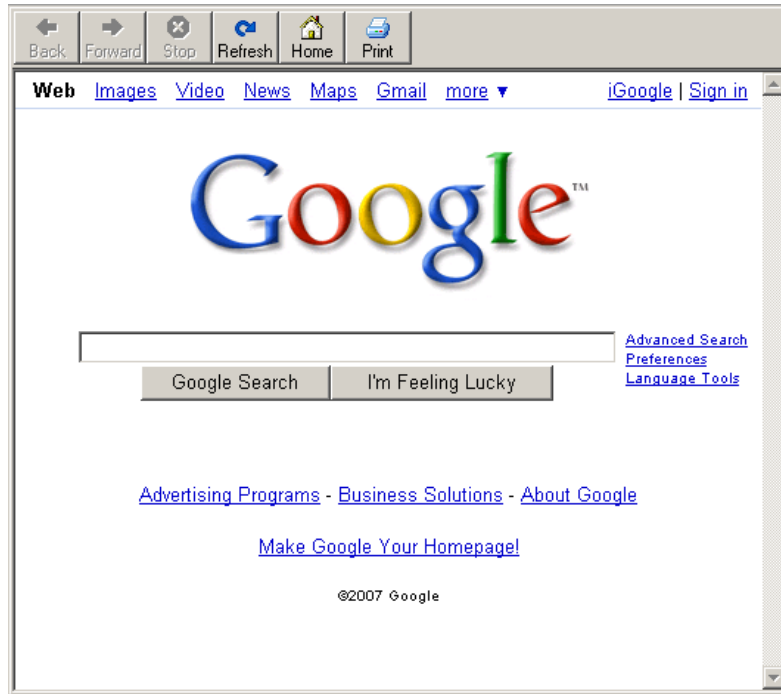 Back Forward Stop Refresh Home Print
Web Images Video News Maps Gmail more ▼ iGoogle | Sign in
Google™
Advanced Search
Preferences
Language Tools
Google Search I'm Feeling Lucky
Advertising Programs - Business Solutions - About Google
Make Google Your Homepage!
©2007 Google